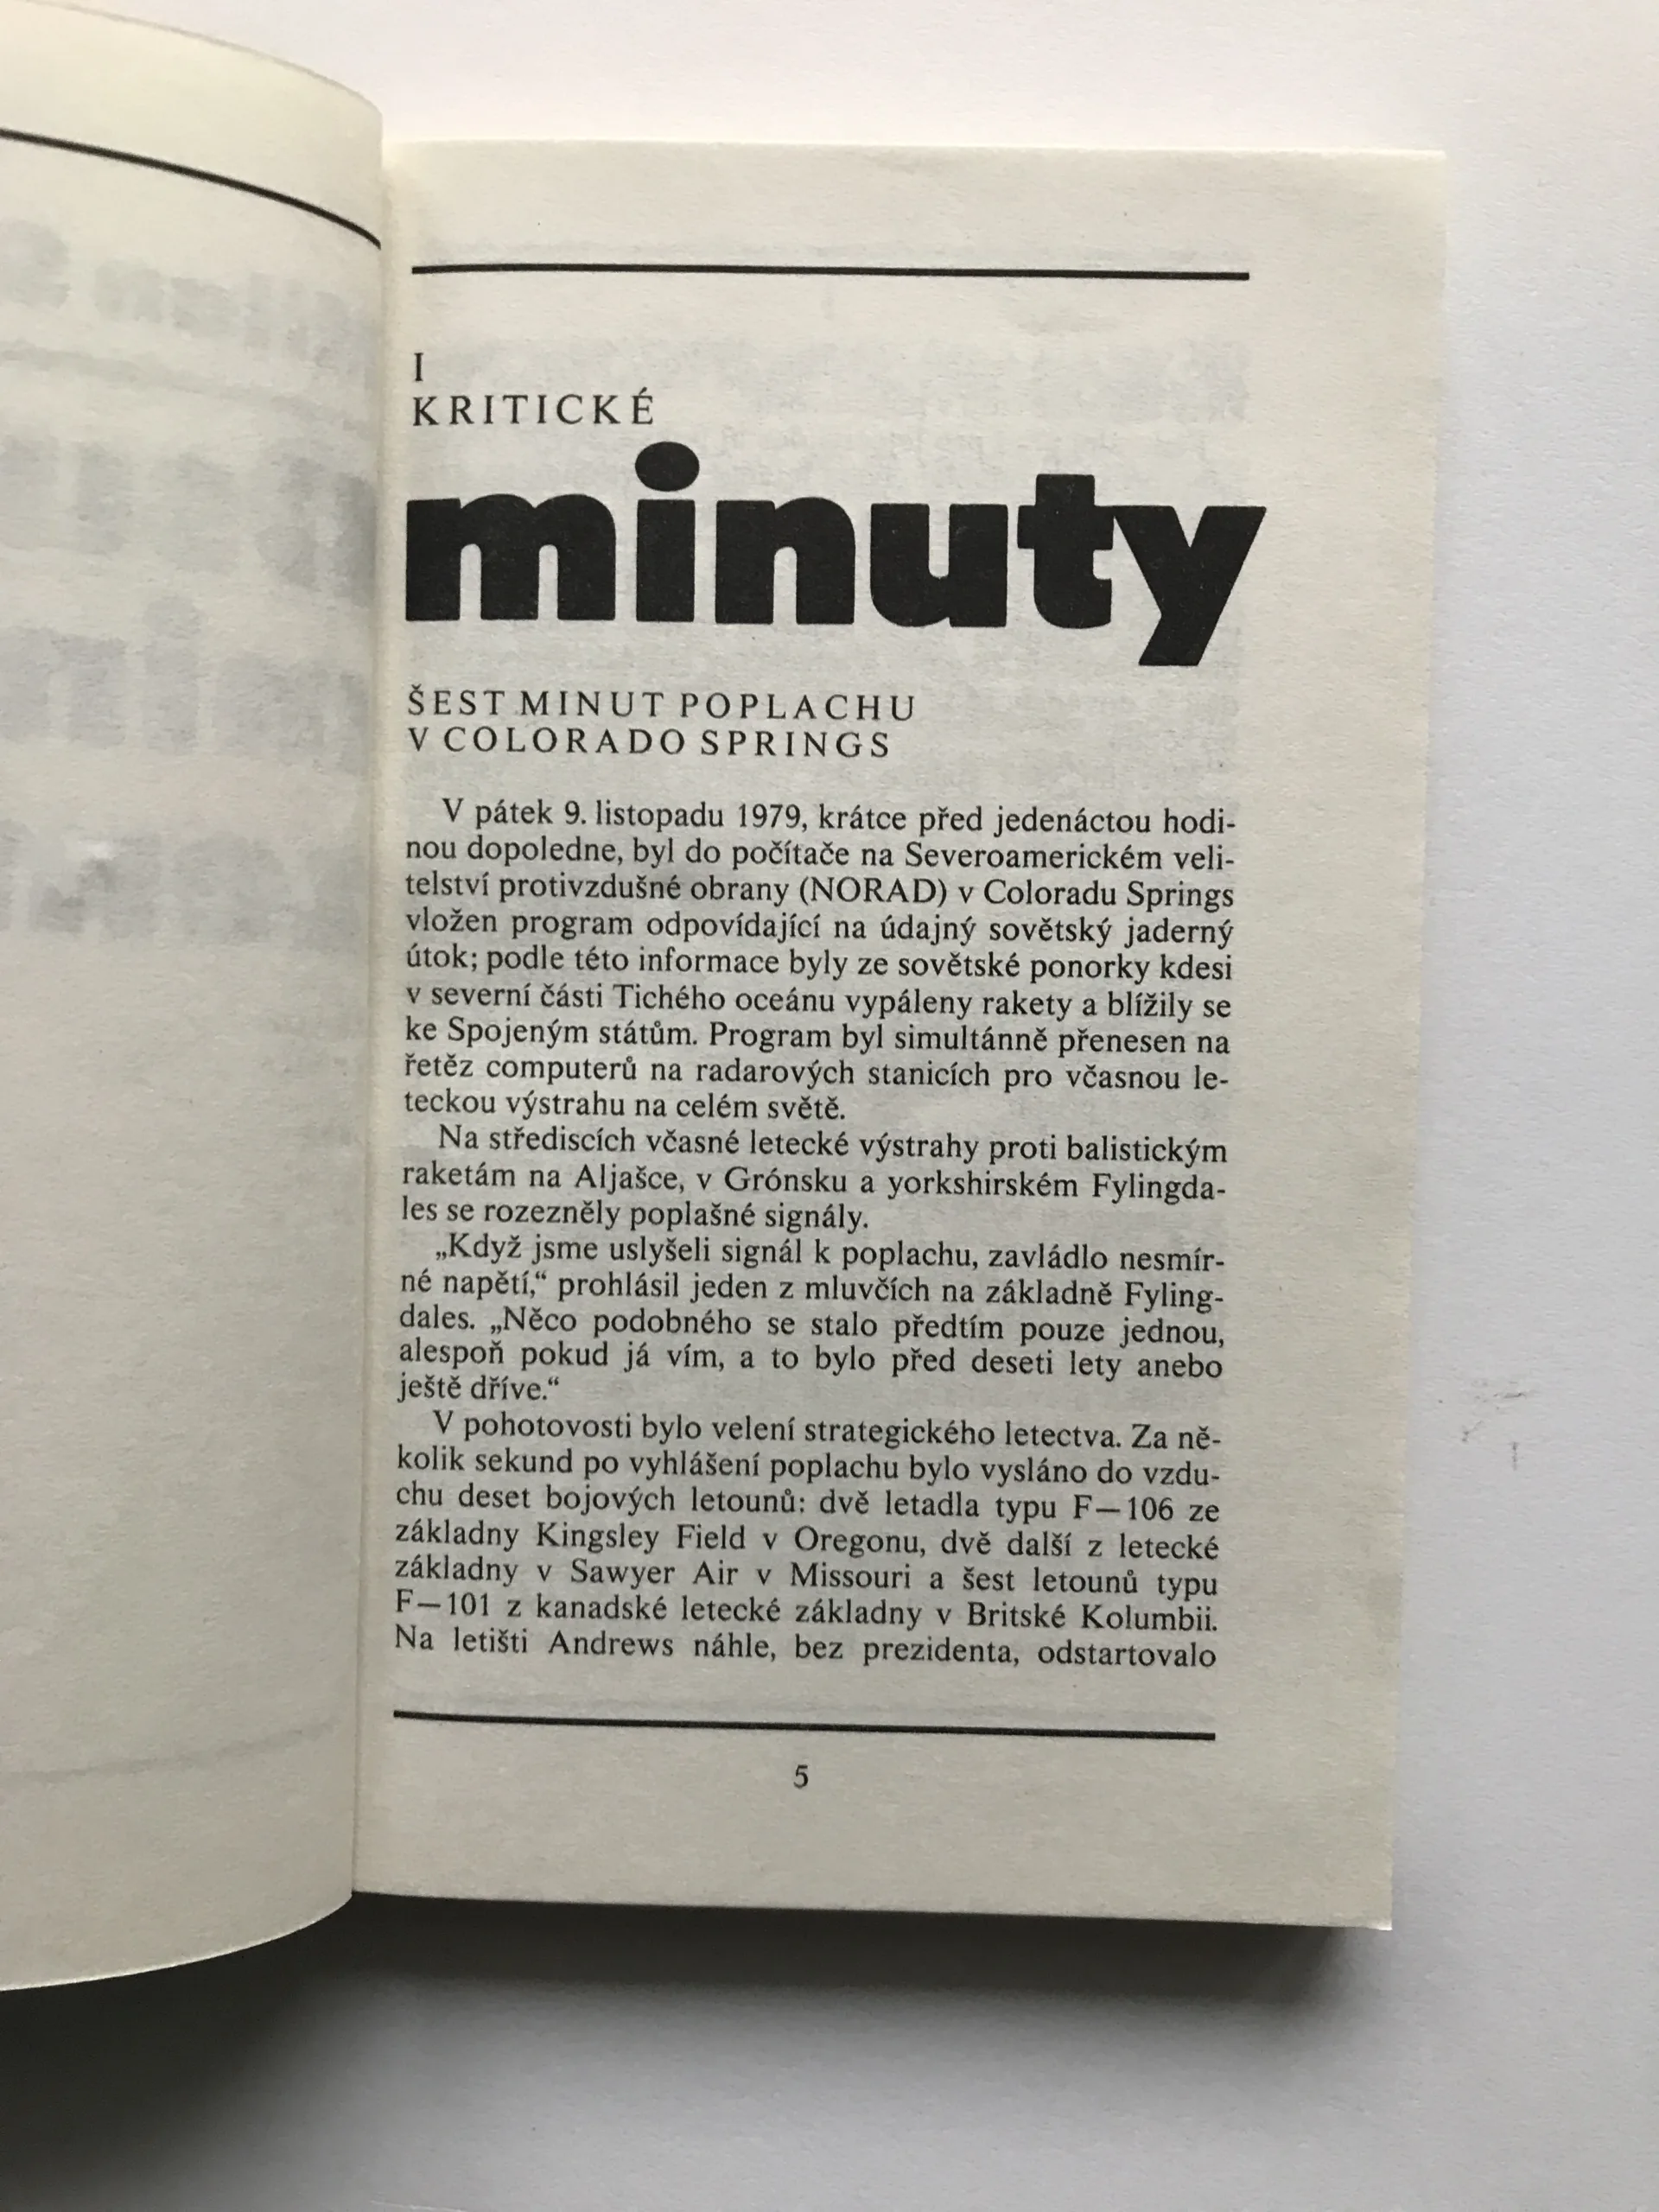 I
KRITICKÉ
minuty
ŠEST MINUT POPLACHU
V COLORADO SPRINGS
V pátek 9. listopadu 1979, krátce před jedenáctou hodi-
nou dopoledne, byl do počítače na Severoamerickém veli-
telství protivzdušné obrany (NORAD) v Coloradu Springs
vložen program odpovídající na údajný sovětský jaderný
útok; podle této informace byly ze sovětské ponorky kdesi
v severní části Tichého oceánu vypáleny rakety a blížily se
ke Spojeným státům. Program byl simultánně přenesen na
řetěz computerů na radarových stanicích pro včasnou le-
teckou výstrahu na celém světě.
Na střediscích včasné letecké výstrahy proti balistickým
raketám na Aljašce, v Grónsku a yorkshirském Fylingda-
les se rozezněly poplašné signály.
„Když jsme uslyšeli signál k poplachu, zavládlo nesmír-
né napětí,“ prohlásil jeden z mluvčích na základně Fyling-
dales. „Něco podobného se stalo předtím pouze jednou,
alespoň pokud já vím, a to bylo před deseti lety anebo
ještě dříve.“
V pohotovosti bylo velení strategického letectva. Za ně-
kolik sekund po vyhlášení poplachu bylo vysláno do vzdu-
chu deset bojových letounů: dvě letadla typu F—106 ze
základny Kingsley Field v Oregonu, dvě další z letecké
základny v Sawyer Air v Missouri a šest letounů typu
F—101 z kanadské letecké základny v Britské Kolumbii.
Na letišti Andrews náhle, bez prezidenta, odstartovalo
5